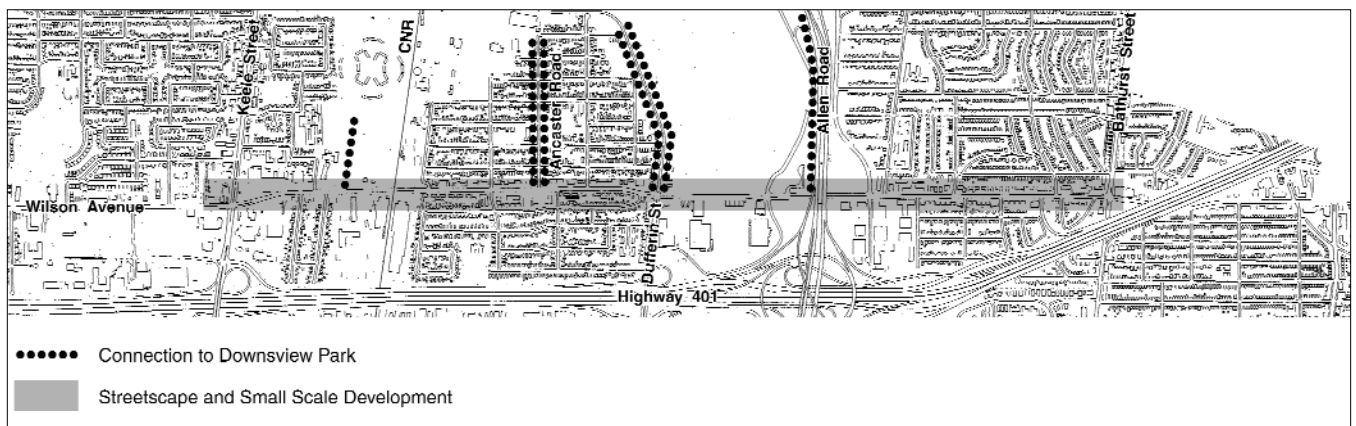 Keele Street
CNR
Ancaster Road
Allen Road
Bathurst Street
Wilson Avenue
Dufferin St
Highway 401
Connection to Downsview Park
Streetscape and Small Scale Development